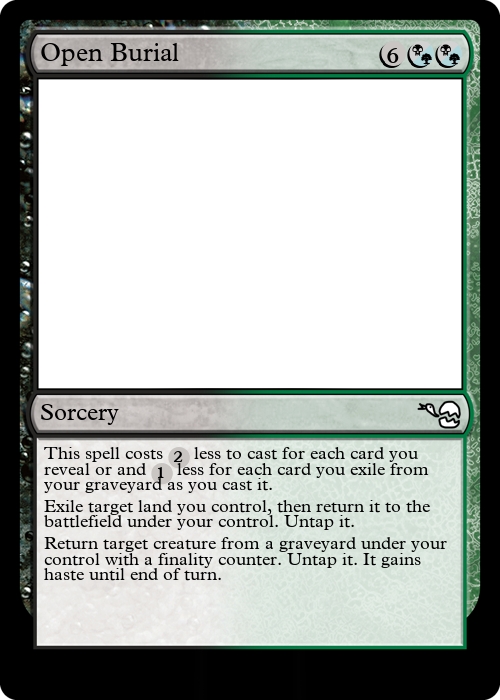 Open Burial 6
Sorcery
This spell costs 2 less to cast for each card you
reveal or and 1 less for each card you exile from
your graveyard as you cast it.
Exile target land you control, then return it to the
battlefield under your control. Untap it.
Return target creature from a graveyard under your
control with a finality counter. Untap it. It gains
haste until end of turn.